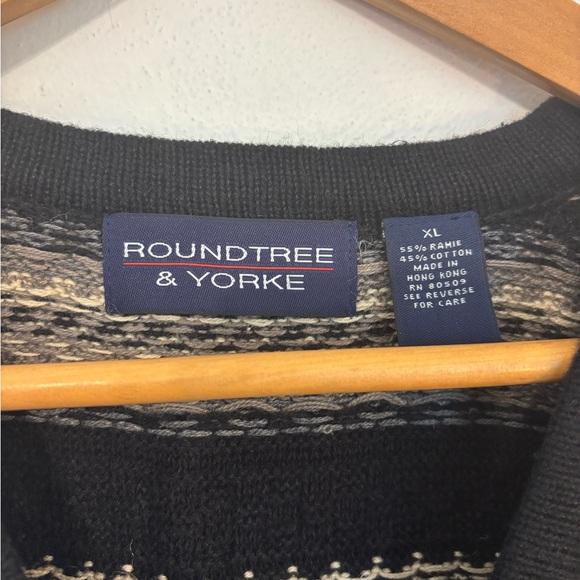 ROUNDTREE
& YORKE
XL
55% RAMIE
45% COTTON
MADE IN
HONG KONG
RN 80509
SEE REVERSE
FOR CARE